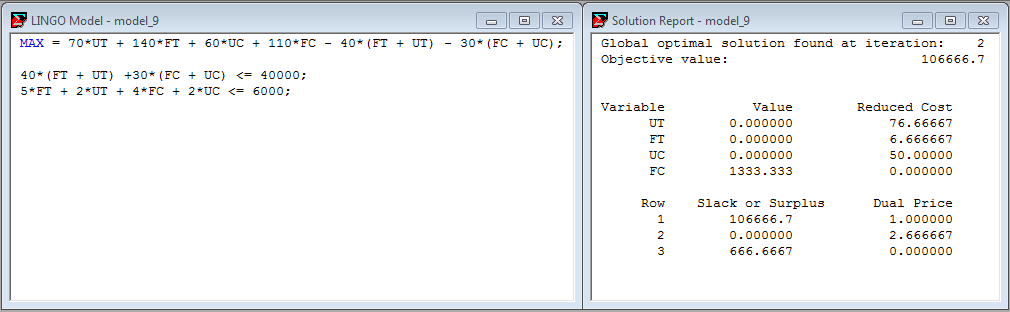 LINGO Model - model_9
MAX = 70*UT + 140*FT + 60*UC + 110*FC - 40*(FT + UT) - 30*(FC + UC);
40*(FT + UT) +30*(FC + UC) <= 40000;
5*FT + 2*UT + 4*FC + 2*UC <= 6000;
Solution Report - model_9
Global optimal solution found at iteration: 2
Objective value: 106666.7
Variable Value Reduced Cost
UT 0.000000 76.66667
FT 0.000000 6.666667
UC 0.000000 50.00000
FC 1333.333 0.000000
Row Slack or Surplus Dual Price
1 106666.7 1.000000
2 0.000000 2.666667
3 666.6667 0.000000